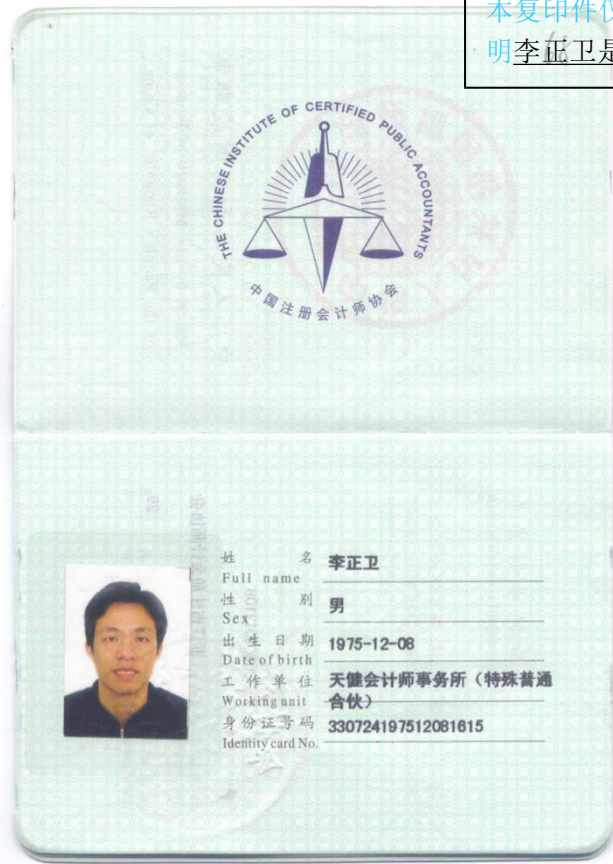 本复印件仅
明李正卫是
THE CHINESE INSTITUTE OF CERTIFIED PUBLIC ACCOUNTANTS
中国注册会计师协会
姓 名 李正卫
Full name
性 别 男
Sex
出生日期 1975-12-08
Date of birth
工作单位 天健会计师事务所（特殊普通
Working unit 合伙）
身份证号码 330724197512081615
Identity card No.